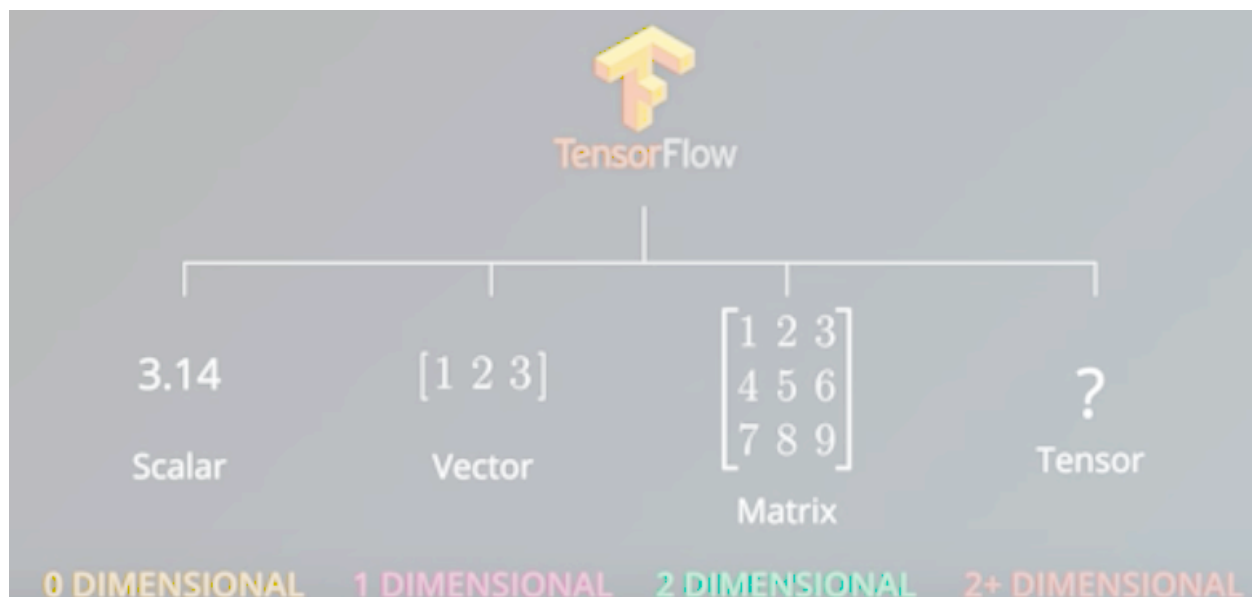 TensorFlow
3.14
Scalar
[1 2 3]
Vector
[1 2 3
4 5 6
7 8 9]
Matrix
?
Tensor
0 DIMENSIONAL
1 DIMENSIONAL
2 DIMENSIONAL
2+ DIMENSIONAL